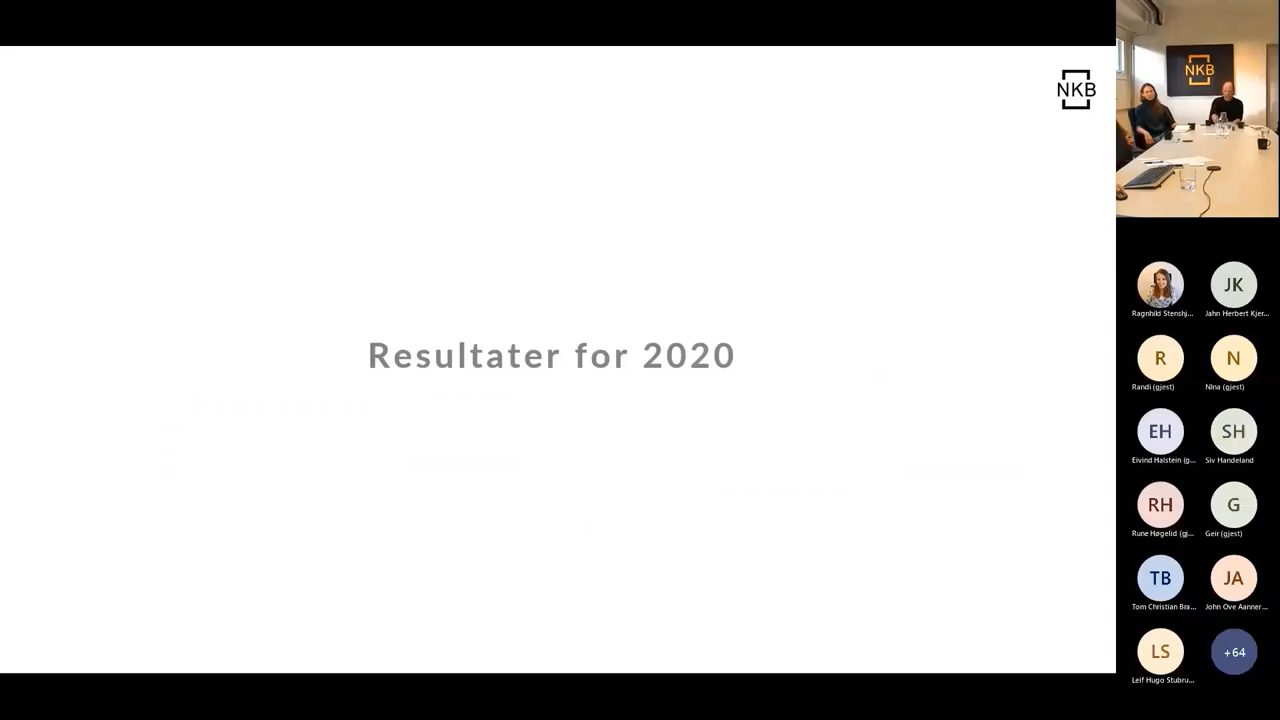 NKB
NKB
Resultater for 2020
JK
Ragnhild Stenshj...
Jahn Herbert Kjer...
R
N
Randi (gjest)
NIna (gjest)
EH
SH
Eivind Halstein (g...
Siv Handeland
RH
G
Rune Høgelid (gj...
Geir (gjest)
TB
JA
Tom Christian Bra...
John Ove Aanner...
LS
+64
Leif Hugo Stubru...